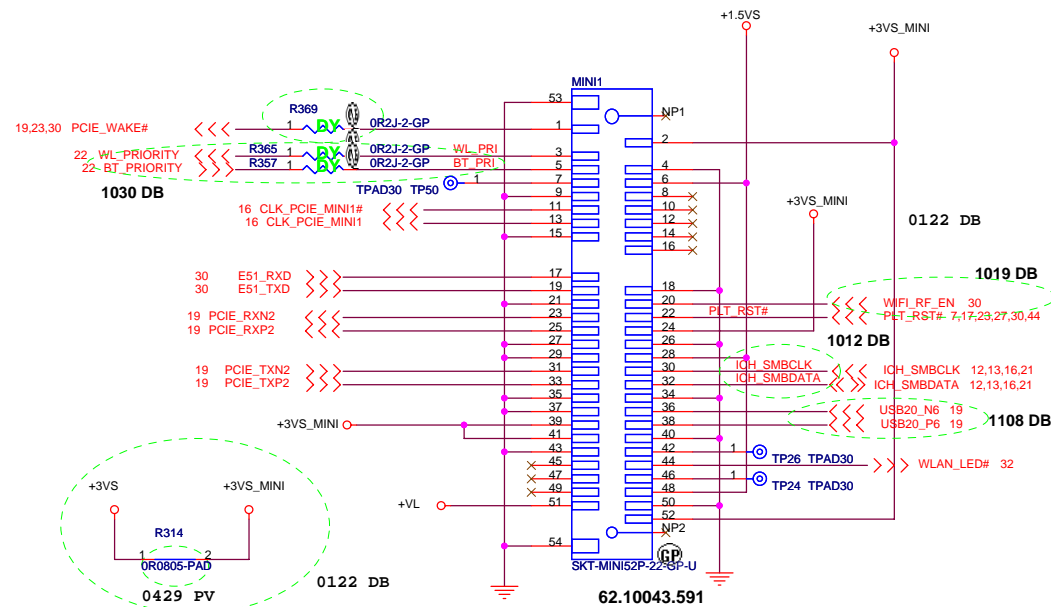 +1.5VS
+3VS_MINI
MINI1
53
NP1
R369
19,23,30 PCIE_WAKE#
1
DY
0R2J-2-GP
1
2
22 WL_PRIORITY
R365
1
DY
0R2J-2-GP
WL_PRI
3
22 BT_PRIORITY
R357
1
DY
0R2J-2-GP
BT_PRI
5
4
1030 DB
TPAD30 TP50
1
7
6
9
8
16 CLK_PCIE_MINI1#
11
10
+3VS_MINI
16 CLK_PCIE_MINI1
13
12
0122 DB
15
14
16
30 E51_RXD
17
1019 DB
30 E51_TXD
19
18
21
20
WIFI_RF_EN 30
19 PCIE_RXN2
23
22
PLT_RST#
PLT_RST# 7,17,23,27,30,44
19 PCIE_RXP2
25
24
27
26
1012 DB
29
28
19 PCIE_TXN2
31
30
ICH_SMBCLK
ICH_SMBCLK 12,13,16,21
19 PCIE_TXP2
33
32
ICH_SMBDATA
ICH_SMBDATA 12,13,16,21
35
34
37
36
USB20_N6 19
+3VS_MINI
39
38
USB20_P6 19
1108 DB
41
40
43
42
1
TP26 TPAD30
45
44
WLAN_LED# 32
47
46
1
TP24 TPAD30
49
48
+VL
51
50
52
NP2
54
GP
SKT-MINI52P-22-GP-U
62.10043.591
+3VS
+3VS_MINI
R314
1
2
0R0805-PAD
0122 DB
0429 PV